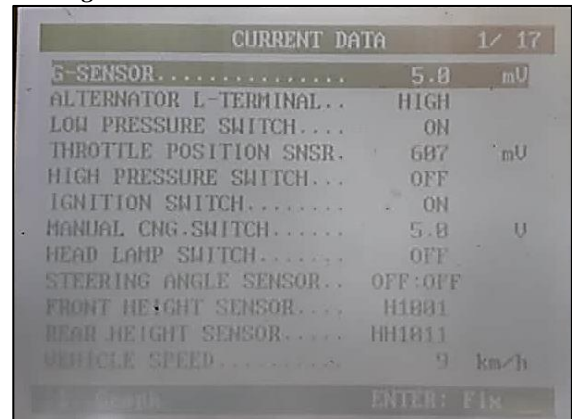 CURRENT DATA 1/ 17
G-SENSOR............... 5.0 mV
ALTERNATOR L-TERMINAL.. HIGH
LOW PRESSURE SWITCH.... ON
THROTTLE POSITION SNSR. 607 mV
HIGH PRESSURE SWITCH... OFF
IGNITION SWITCH........ ON
MANUAL CNG.SWITCH...... 5.0 V
HEAD LAMP SWITCH....... OFF
STEERING ANGLE SENSOR.. OFF:OFF
FRONT HEIGHT SENSOR.... H1001
REAR HEIGHT SENSOR..... HH1011
VEHICLE SPEED.......... 9 km/h
ENTER: Fix